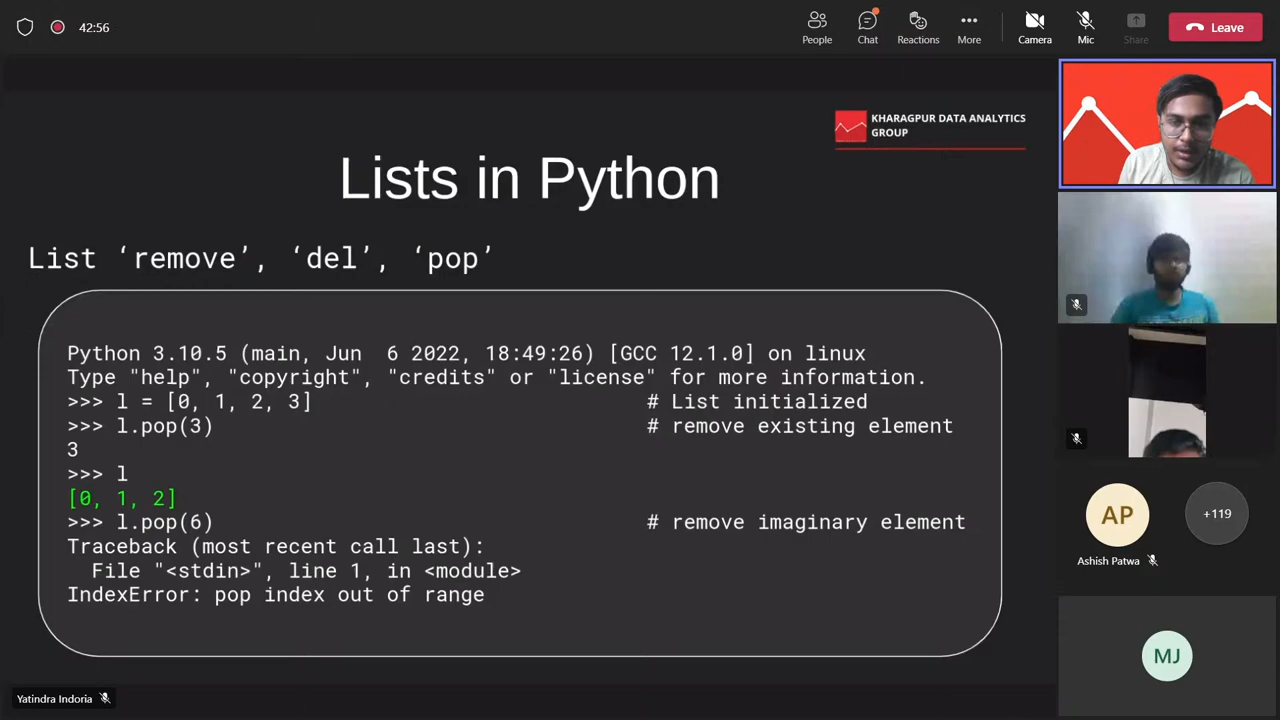 42:56
People
Chat
Reactions
More
Camera
Mic
Share
Leave
KHARAGPUR DATA ANALYTICS
GROUP
Lists in Python
List ‘remove’, ‘del’, ‘pop’
Python 3.10.5 (main, Jun  6 2022, 18:49:26) [GCC 12.1.0] on linux
Type "help", "copyright", "credits" or "license" for more information.
>>> l = [0, 1, 2, 3] # List initialized
>>> l.pop(3) # remove existing element
3
>>> l
[0, 1, 2]
>>> l.pop(6) # remove imaginary element
Traceback (most recent call last):
  File "<stdin>", line 1, in <module>
IndexError: pop index out of range
AP
+119
Ashish Patwa
MJ
Yatindra Indoria